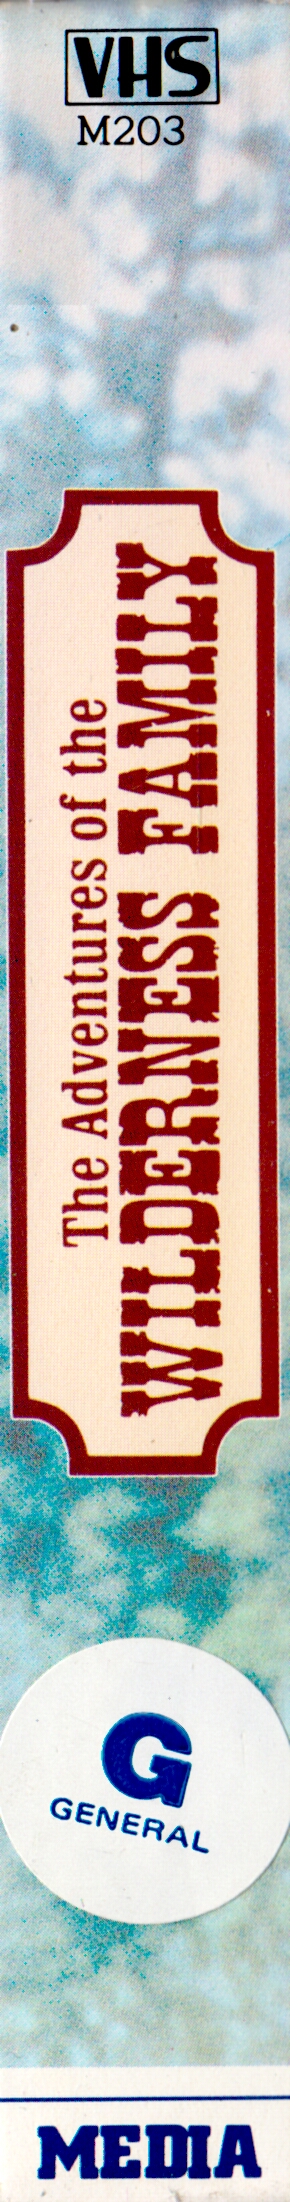 VHS
M203
The Adventures of the
WILDERNESS FAMILY
G
GENERAL
MEDIA